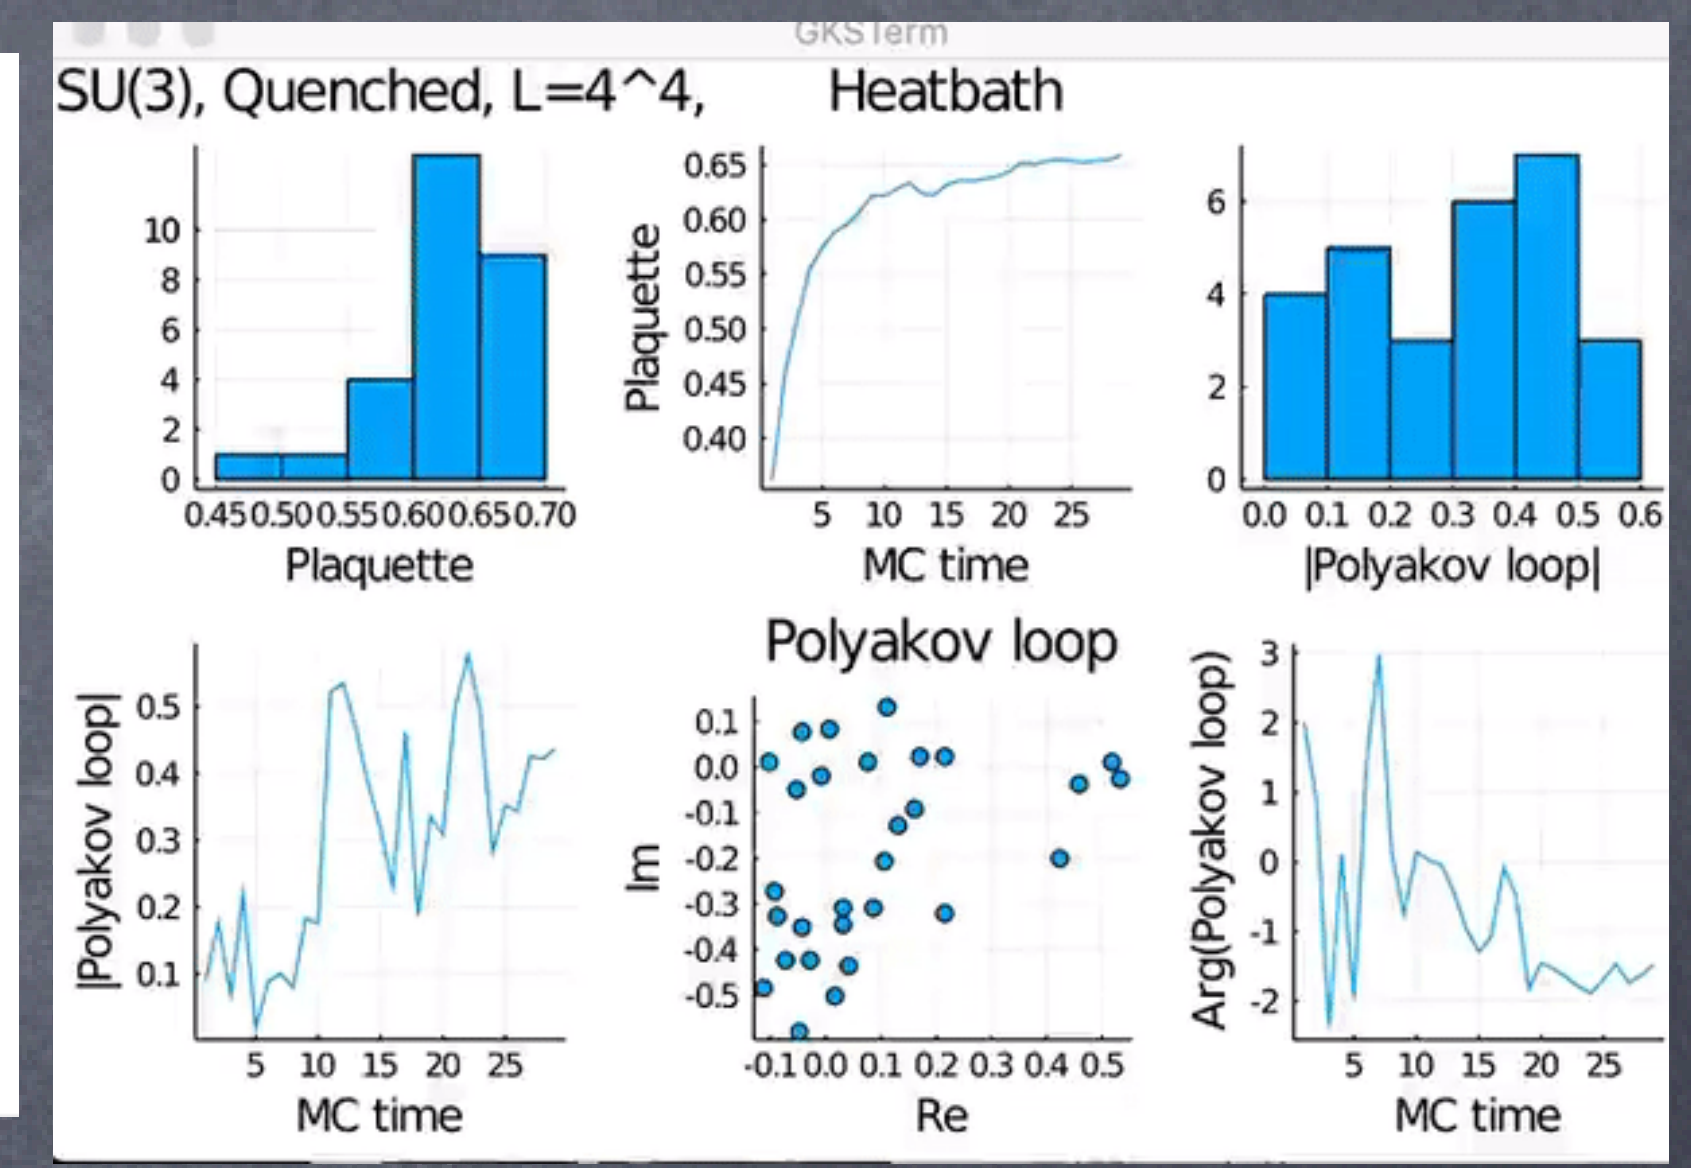 GKSTerm
SU(3), Quenched, L=4^4,
Heatbath
10
8
6
4
2
0
0.45 0.50 0.55 0.60 0.65 0.70
Plaquette
Plaquette
0.65
0.60
0.55
0.50
0.45
0.40
5 10 15 20 25
MC time
6
4
2
0
0.0 0.1 0.2 0.3 0.4 0.5 0.6
|Polyakov loop|
|Polyakov loop|
0.5
0.4
0.3
0.2
0.1
5 10 15 20 25
MC time
Polyakov loop
Im
0.1
0.0
-0.1
-0.2
-0.3
-0.4
-0.5
-0.1 0.0 0.1 0.2 0.3 0.4 0.5
Re
Arg(Polyakov loop)
3
2
1
0
-1
-2
5 10 15 20 25
MC time